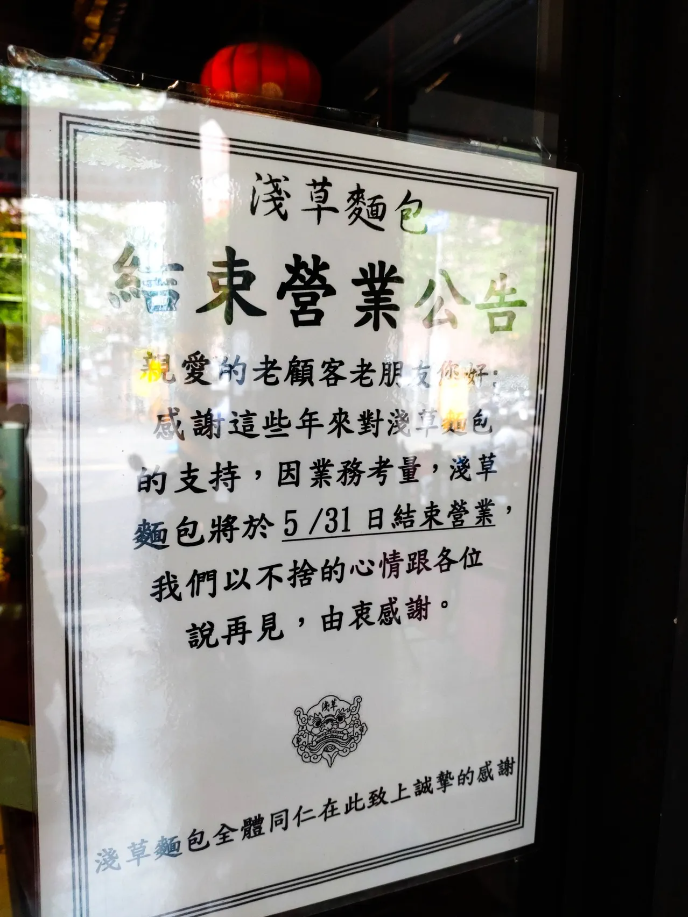 淺草麵包
結束營業公告
親愛的老顧客老朋友您好:
感謝這些年來對淺草麵包
的支持，因業務考量，淺草
麵包將於 5/31 日結束營業，
我們以不捨的心情跟各位
說再見，由衷感謝。
淺草
淺草麵包全體同仁在此致上誠摯的感謝